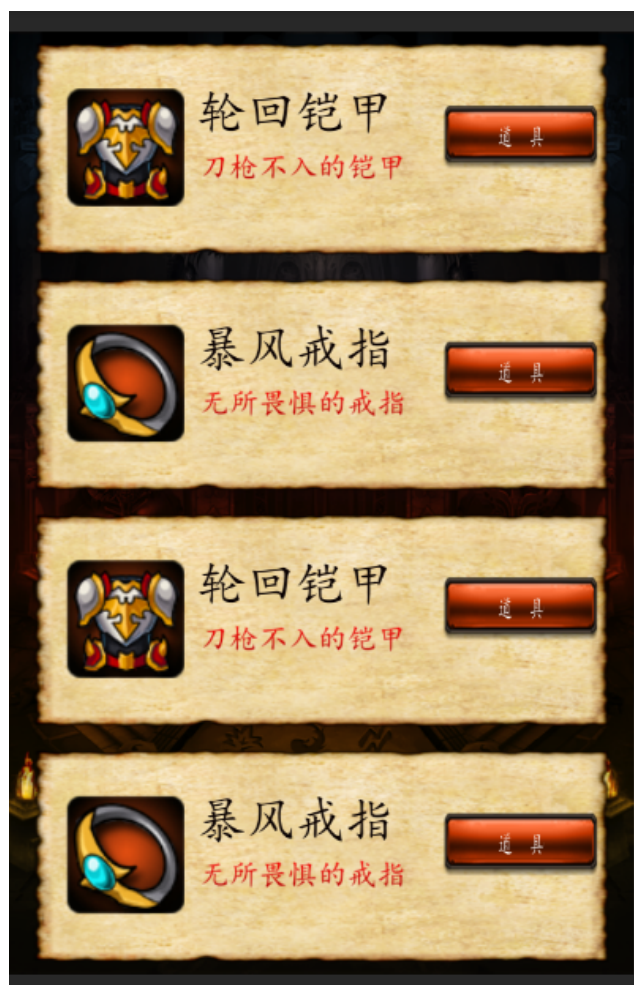 轮回铠甲
刀枪不入的铠甲
道具
暴风戒指
无所畏惧的戒指
道具
轮回铠甲
刀枪不入的铠甲
道具
暴风戒指
无所畏惧的戒指
道具